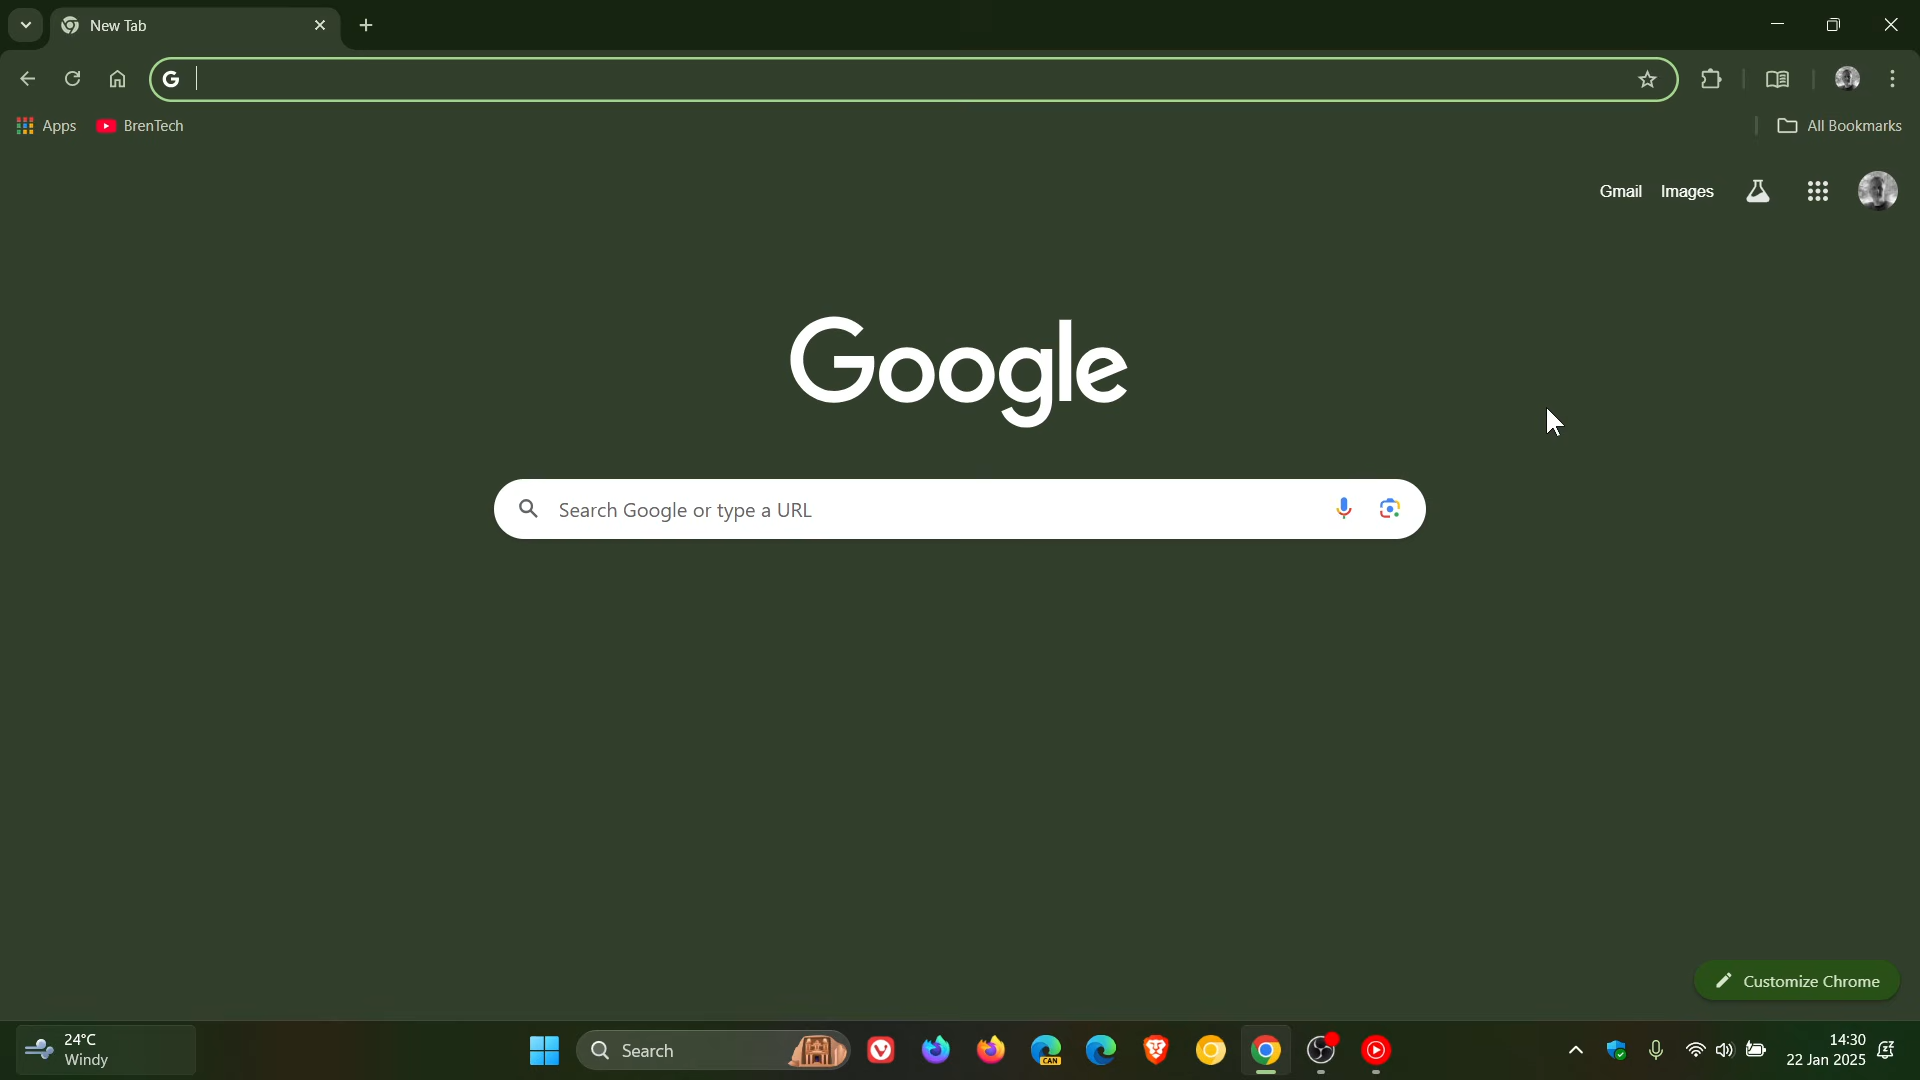 New Tab
Apps
BrenTech
All Bookmarks
Gmail Images
Google
Search Google or type a URL
Customize Chrome
24°C
Windy
Search
CAN
14:30
22 Jan 2025